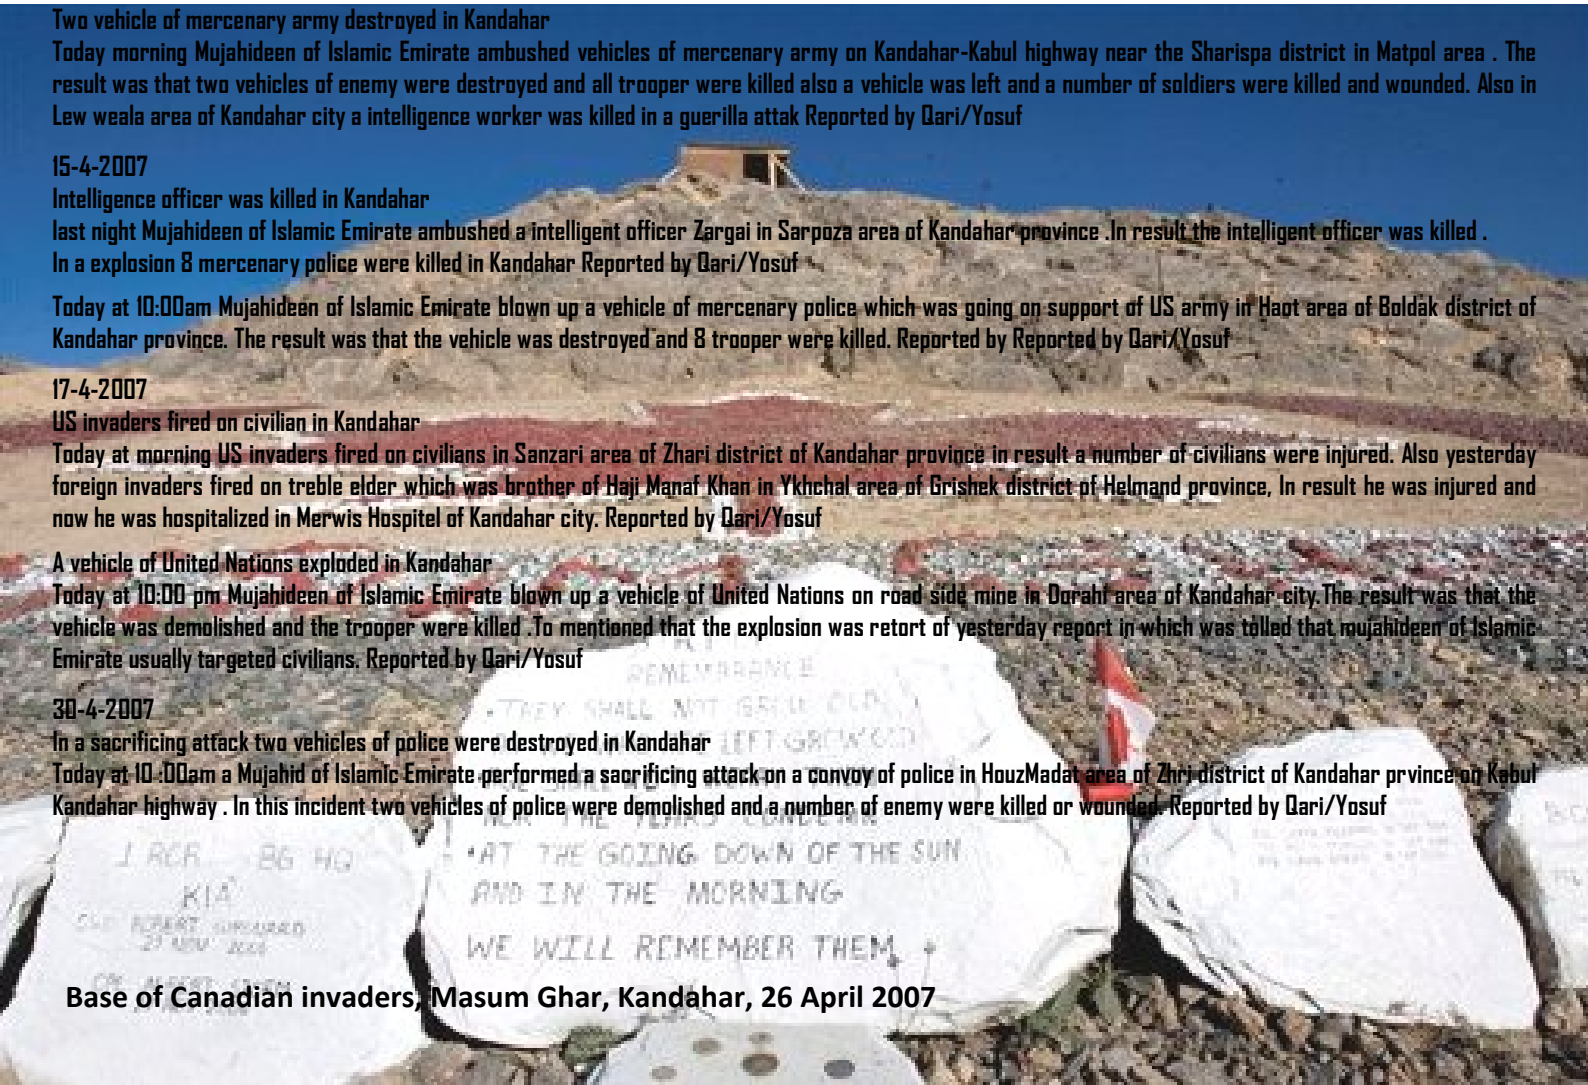 Two vehicle of mercenary army destroyed in Kandahar
Today morning Mujahideen of Islamic Emirate ambushed vehicles of mercenary army on Kandahar-Kabul highway near the Sharispa district in Matpol area . The
result was that two vehicles of enemy were destroyed and all trooper were killed also a vehicle was left and a number of soldiers were killed and wounded. Also in
Lew weala area of Kandahar city a intelligence worker was killed in a guerilla attak Reported by Qari/Yosuf
15-4-2007
Intelligence officer was killed in Kandahar
last night Mujahideen of Islamic Emirate ambushed a intelligent officer Zargai in Sarpoza area of Kandahar province .In result the intelligent officer was killed .
In a explosion 8 mercenary police were killed in Kandahar Reported by Qari/Yosuf
Today at 10:00am Mujahideen of Islamic Emirate blown up a vehicle of mercenary police which was going on support of US army in Haot area of Boldak district of
Kandahar province. The result was that the vehicle was destroyed and 8 trooper were killed. Reported by Reported by Qari/Yosuf
17-4-2007
US invaders fired on civilian in Kandahar
Today at morning US invaders fired on civilians in Sanzari area of Zhari district of Kandahar province in result a number of civilians were injured. Also yesterday
foreign invaders fired on treble elder which was brother of Haji Manaf Khan in Ykhchal area of Grishek district of Helmand province, In result he was injured and
now he was hospitalized in Merwis Hospitel of Kandahar city. Reported by Qari/Yosuf
A vehicle of United Nations exploded in Kandahar
Today at 10:00 pm Mujahideen of Islamic Emirate blown up a vehicle of United Nations on road side mine in Dorahi area of Kandahar city.The result was that the
vehicle was demolished and the trooper were killed .To mentioned that the explosion was retort of yesterday report in which was tolled that mujahideen of Islamic
Emirate usually targeted civilians. Reported by Qari/Yosuf
REMEMBRANCE
•THEY SHALL NOT GROW OLD,
30-4-2007
In a sacrificing attack two vehicles of police were destroyed in Kandahar
LEFT GROW OLD
Today at 10 :00am a Mujahid of Islamic Emirate performed a sacrificing attack on a convoy of police in HouzMadat area of Zhri district of Kandahar prvince on Kabul
Kandahar highway . In this incident two vehicles of police were demolished and a number of enemy were killed or wounded. Reported by Qari/Yosuf
NOR THE YEARS CONDEMN
•AT THE GOING DOWN OF THE SUN
AND IN THE MORNING
WE WILL REMEMBER THEM
1 RCR BG HQ
KIA
27 NOV 2006
Base of Canadian invaders, Masum Ghar, Kandahar, 26 April 2007